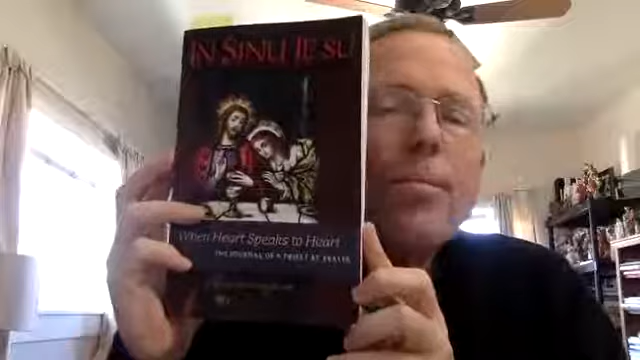 IN SINU JESU
When Heart Speaks to Heart
THE JOURNAL OF A PRIEST AT PRAYER